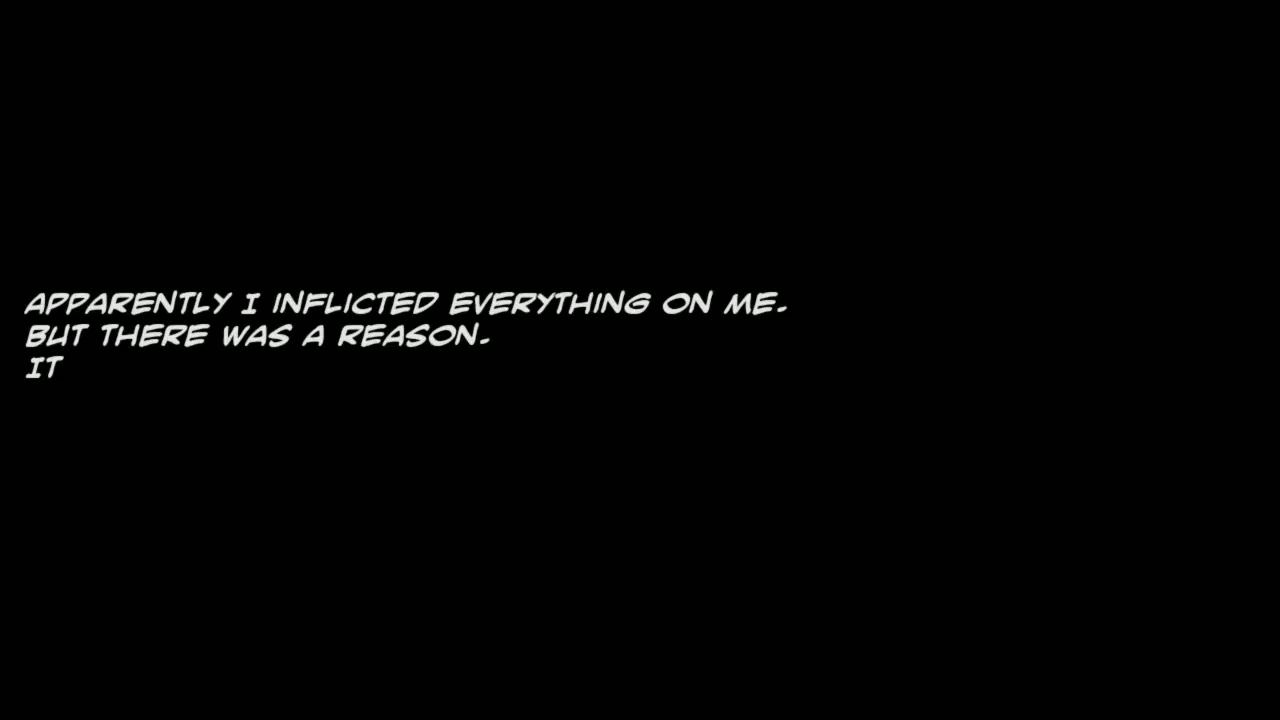 APPARENTLY I INFLICTED EVERYTHING ON ME.
BUT THERE WAS A REASON.
IT